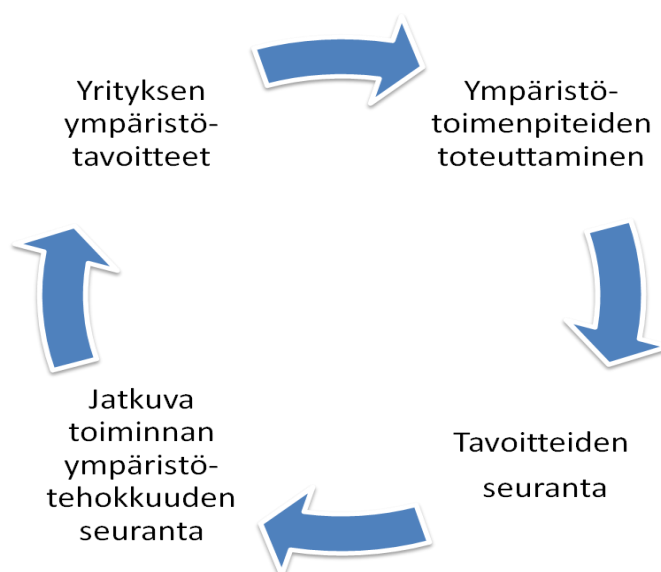 Yrityksen
ympäristö-
tavoitteet
Ympäristö-
toimenpiteiden
toteuttaminen
Tavoitteiden
seuranta
Jatkuva
toiminnan
ympäristö-
tehokkuuden
seuranta